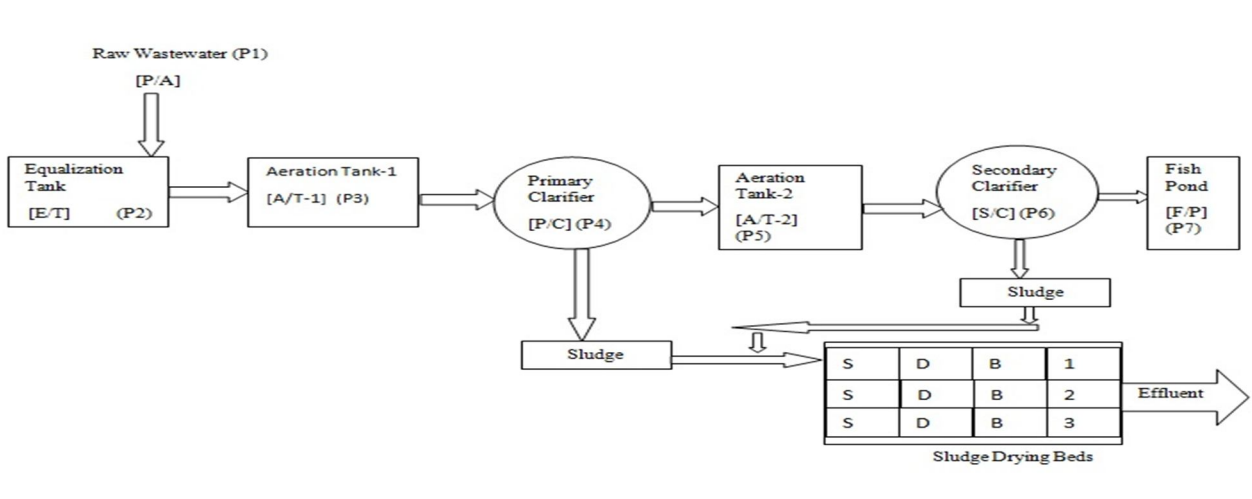 Raw Wastewater (P1)
[P/A]
Equalization
Tank
[E/T] (P2)
Aeration Tank-1
[A/T-1] (P3)
Primary
Clarifier
[P/C] (P4)
Aeration
Tank-2
[A/T-2]
(P5)
Secondary
Clarifier
[S/C] (P6)
Fish
Pond
[F/P]
(P7)
Sludge
Sludge
S D B 1
S D B 2
S D B 3
Effluent
Sludge Drying Beds